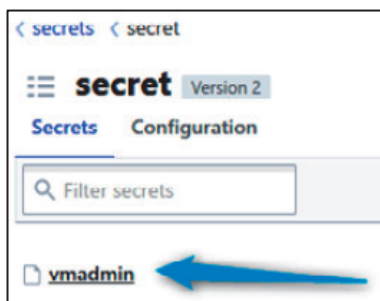 < secrets < secret
secret Version 2
Secrets Configuration
Filter secrets
vmadmin